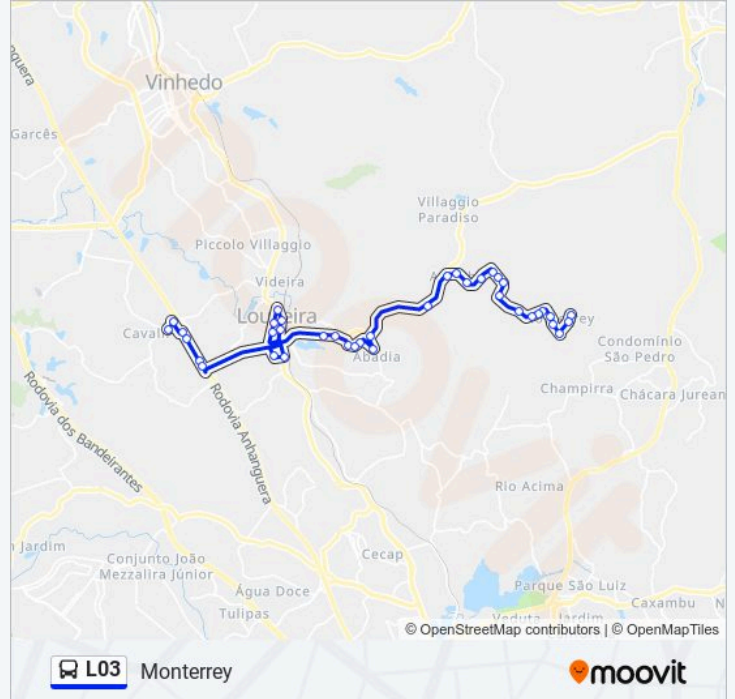 nguera
Vinhedo
Garcês
Villaggio
Paradiso
Piccolo Villaggio
Videira
Louveira
Abadia
Condomínio
São Pedro
Champirra
Chácara Jurean
Rodovia dos Bandeirantes
Rodovia Anhanguera
Rio Acima
Jardim
Cecap
Conjunto João
Mezzalira Júnior
Água Doce
Tulipas
Parque São Luiz
Caxambu
© OpenStreetMap contributors | © OpenMapTiles
L03 Monterrey
moovit